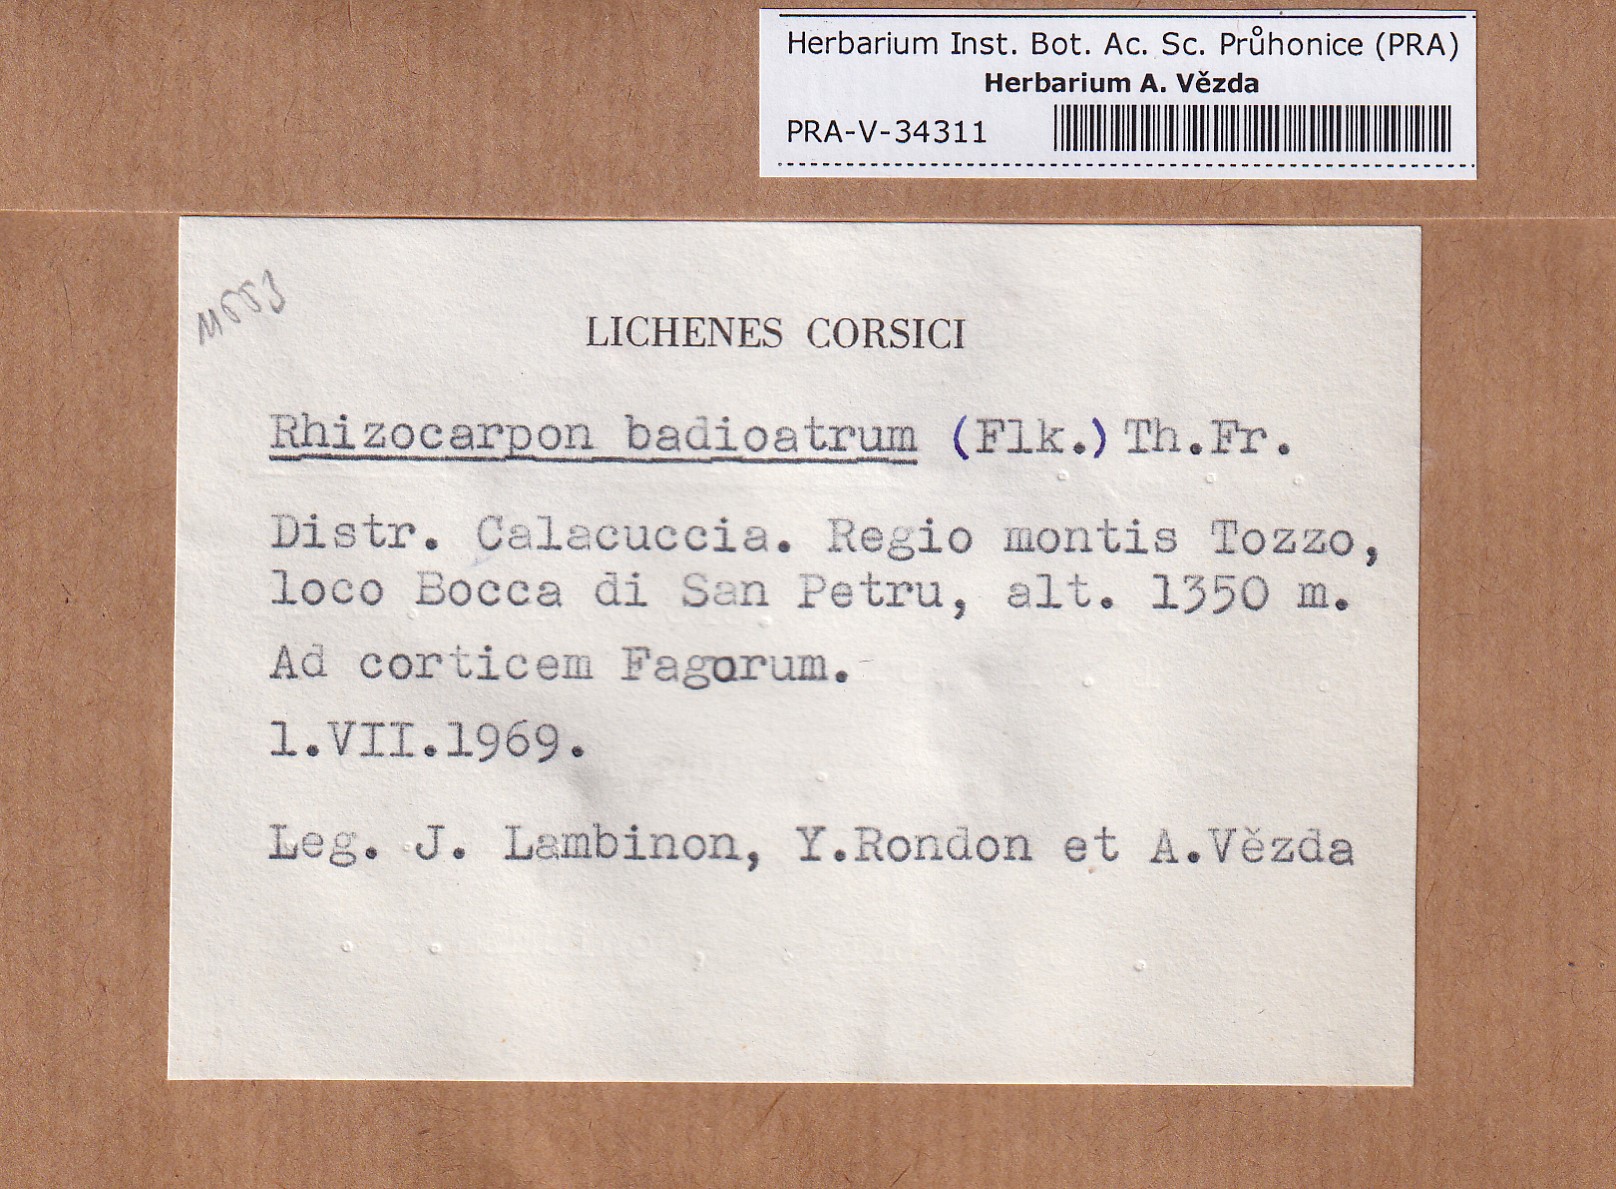 Herbarium Inst. Bot. Ac. Sc. Průhonice (PRA)
Herbarium A. Vězda
PRA-V-34311
LICHENES CORSICI
Rhizocarpon badioatrum (Flk.) Th.Fr.
Distr. Calacuccia. Regio montis Tozzo,
loco Bocca di San Petru, alt. 1350 m.
Ad corticem Fagorum.
1.VII.1969.
Leg. J. Lambinon, Y.Rondon et A.Vězda